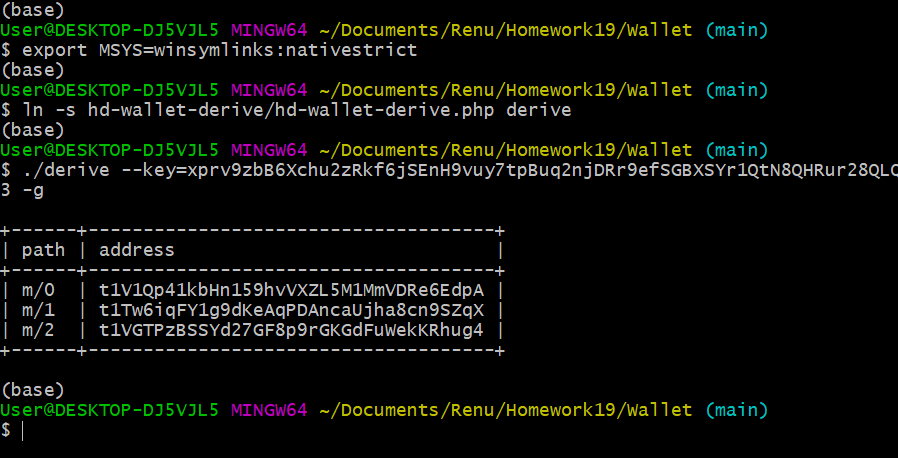 (base)
User@DESKTOP-DJ5VJL5 MINGW64 ~/Documents/Renu/Homework19/Wallet (main)
$ export MSYS=winsymlinks:nativestrict
(base)
User@DESKTOP-DJ5VJL5 MINGW64 ~/Documents/Renu/Homework19/Wallet (main)
$ ln -s hd-wallet-derive/hd-wallet-derive.php derive
(base)
User@DESKTOP-DJ5VJL5 MINGW64 ~/Documents/Renu/Homework19/Wallet (main)
$ ./derive --key=xprv9zbB6Xchu2zRkf6jSEnH9vuy7tpBuq2njDRr9efSGBXSYr1QtN8QHRur28QLQ
3 -g
+------+-----------------------------------+
| path | address                           |
+------+-----------------------------------+
| m/0  | t1V1Qp41kbHn159hvVXZL5M1MmVDRe6EdpA |
| m/1  | t1Tw6iqFY1g9dKeAqPDAncaUjha8cn9SZqX |
| m/2  | t1VGTPzBSSYd27GF8p9rGKGdFuWekKRhug4 |
+------+-----------------------------------+
(base)
User@DESKTOP-DJ5VJL5 MINGW64 ~/Documents/Renu/Homework19/Wallet (main)
$